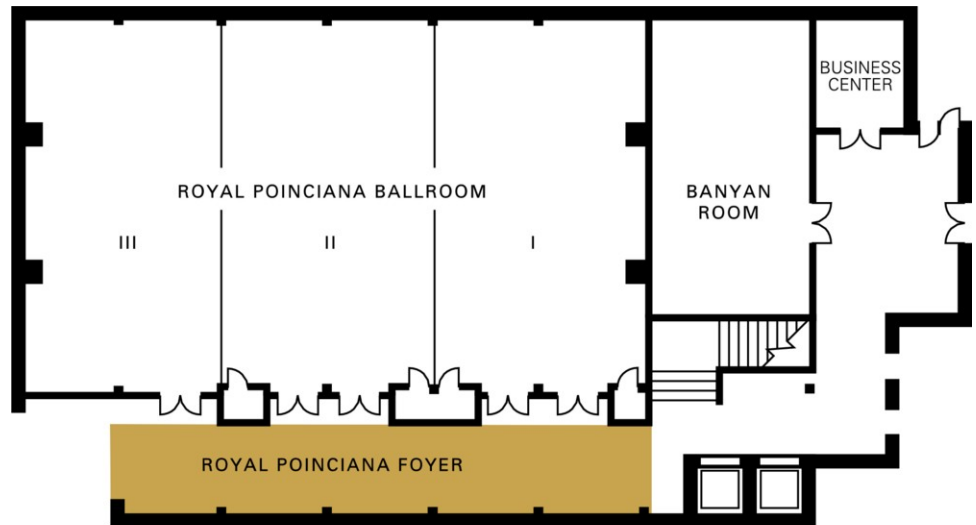 BUSINESS
CENTER
ROYAL POINCIANA BALLROOM
BANYAN
ROOM
III
II
I
ROYAL POINCIANA FOYER